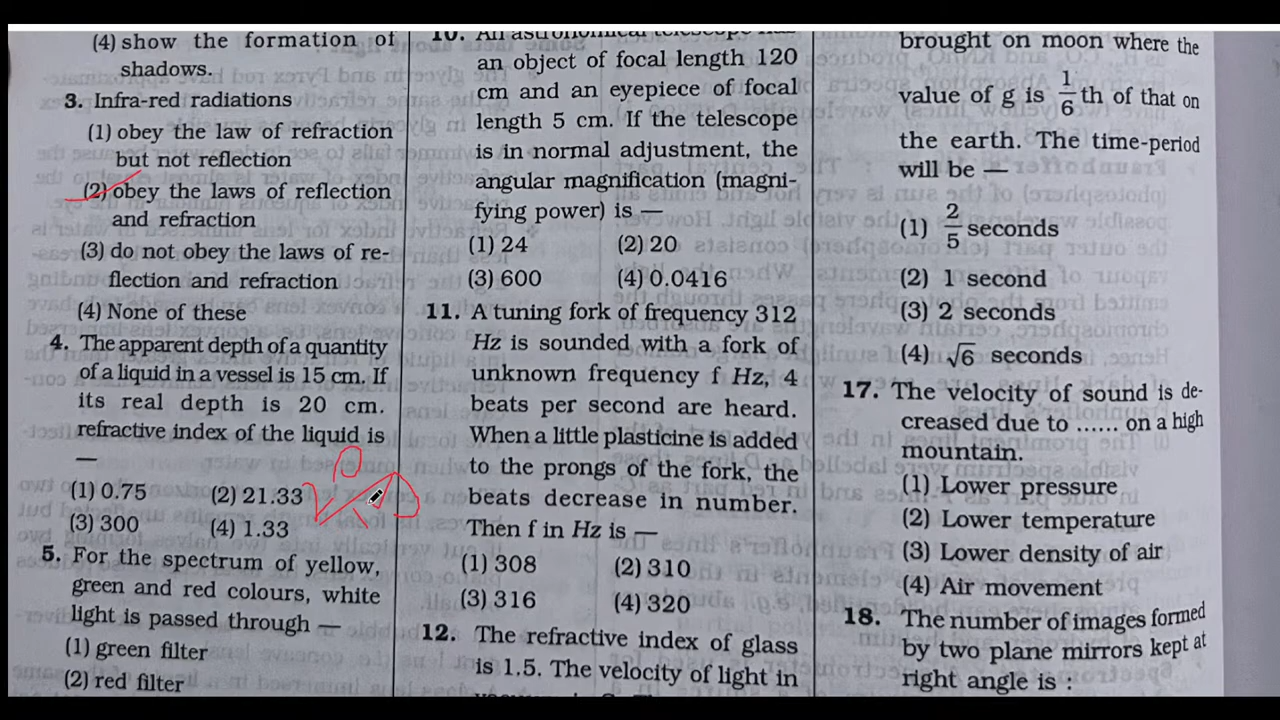 (4) show the formation of
shadows.
3. Infra-red radiations
(1) obey the law of refraction
but not reflection
(2) obey the laws of reflection
and refraction
(3) do not obey the laws of re-
flection and refraction
(4) None of these
4. The apparent depth of a quantity
of a liquid in a vessel is 15 cm. If
its real depth is 20 cm.
refractive index of the liquid is
—
(1) 0.75 (2) 21.33
(3) 300 (4) 1.33
5. For the spectrum of yellow,
green and red colours, white
light is passed through —
(1) green filter
(2) red filter
10. An astronomical telescope has
an object of focal length 120
cm and an eyepiece of focal
length 5 cm. If the telescope
is in normal adjustment, the
angular magnification (magni-
fying power) is —
(1) 24 (2) 20
(3) 600 (4) 0.0416
11. A tuning fork of frequency 312
Hz is sounded with a fork of
unknown frequency f Hz, 4
beats per second are heard.
When a little plasticine is added
to the prongs of the fork, the
beats decrease in number.
Then f in Hz is —
(1) 308 (2) 310
(3) 316 (4) 320
12. The refractive index of glass
is 1.5. The velocity of light in
brought on moon where the
value of g is 1/6 th of that on
the earth. The time-period
will be —
(1) 2/5 seconds
(2) 1 second
(3) 2 seconds
(4) √6 seconds
17. The velocity of sound is de-
creased due to ...... on a high
mountain.
(1) Lower pressure
(2) Lower temperature
(3) Lower density of air
(4) Air movement
18. The number of images formed
by two plane mirrors kept at
right angle is :